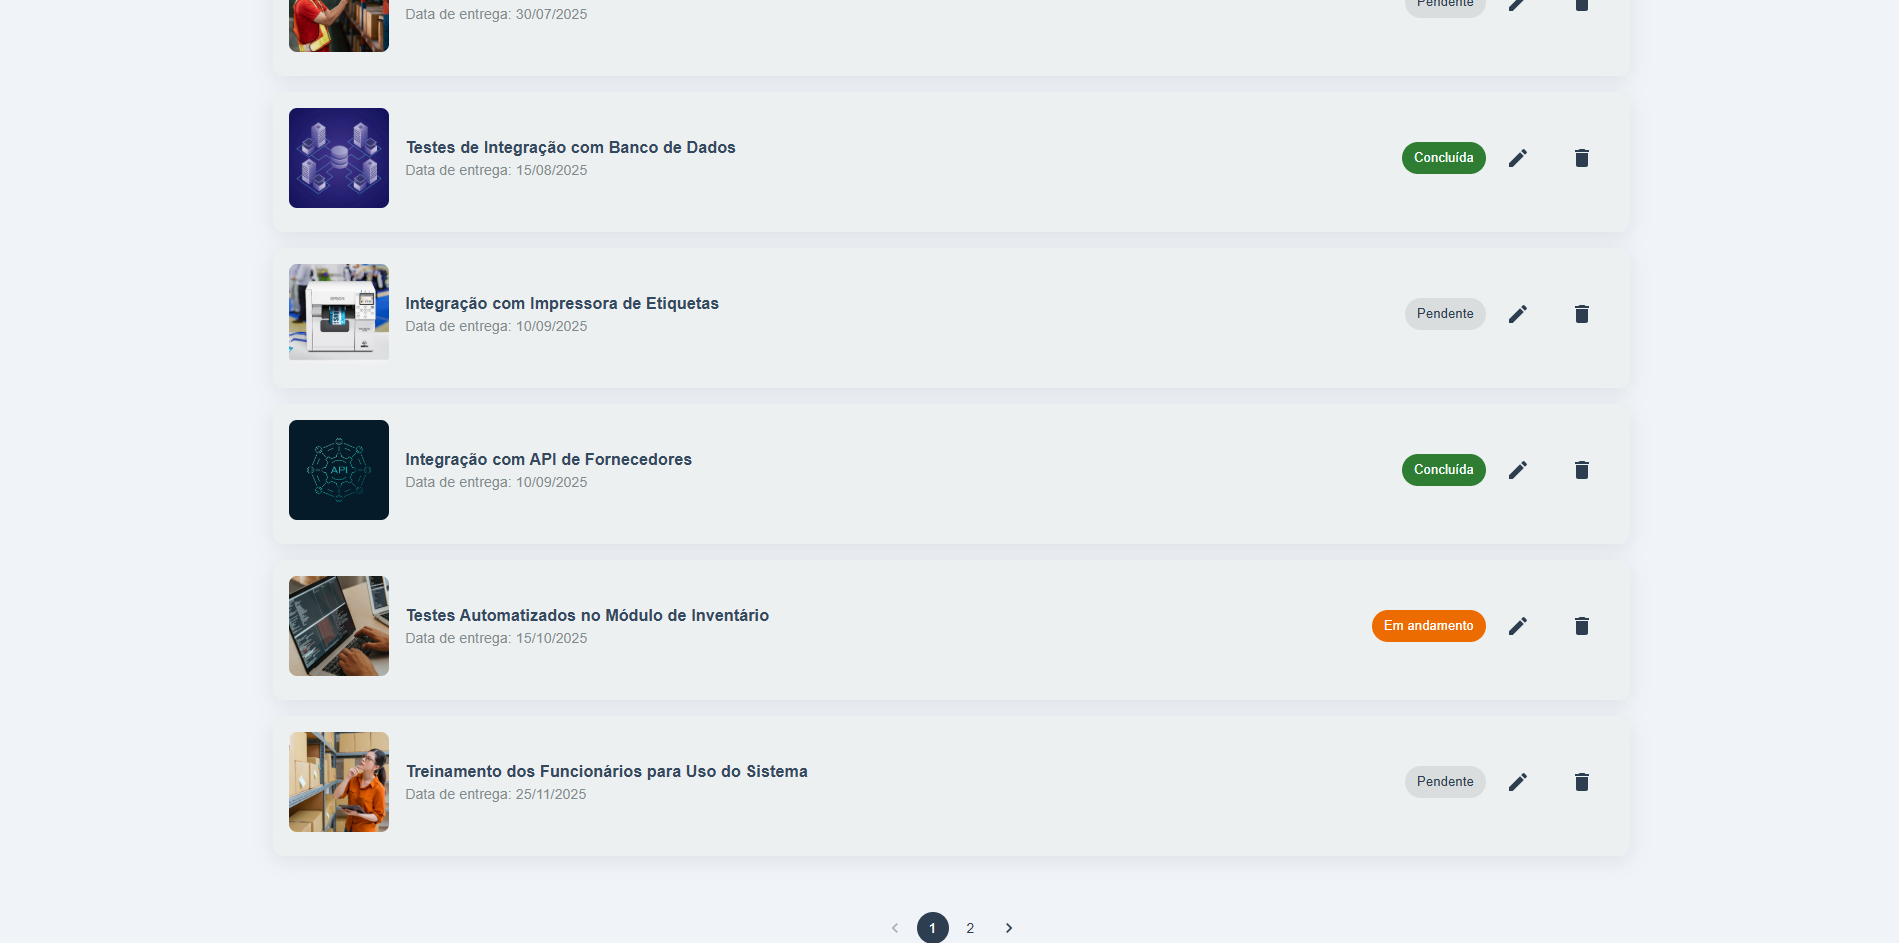 Data de entrega: 30/07/2025
Pendente
Testes de Integração com Banco de Dados
Data de entrega: 15/08/2025
Concluída
Integração com Impressora de Etiquetas
Data de entrega: 10/09/2025
Pendente
API
Integração com API de Fornecedores
Data de entrega: 10/09/2025
Concluída
Testes Automatizados no Módulo de Inventário
Data de entrega: 15/10/2025
Em andamento
Treinamento dos Funcionários para Uso do Sistema
Data de entrega: 25/11/2025
Pendente
1 2